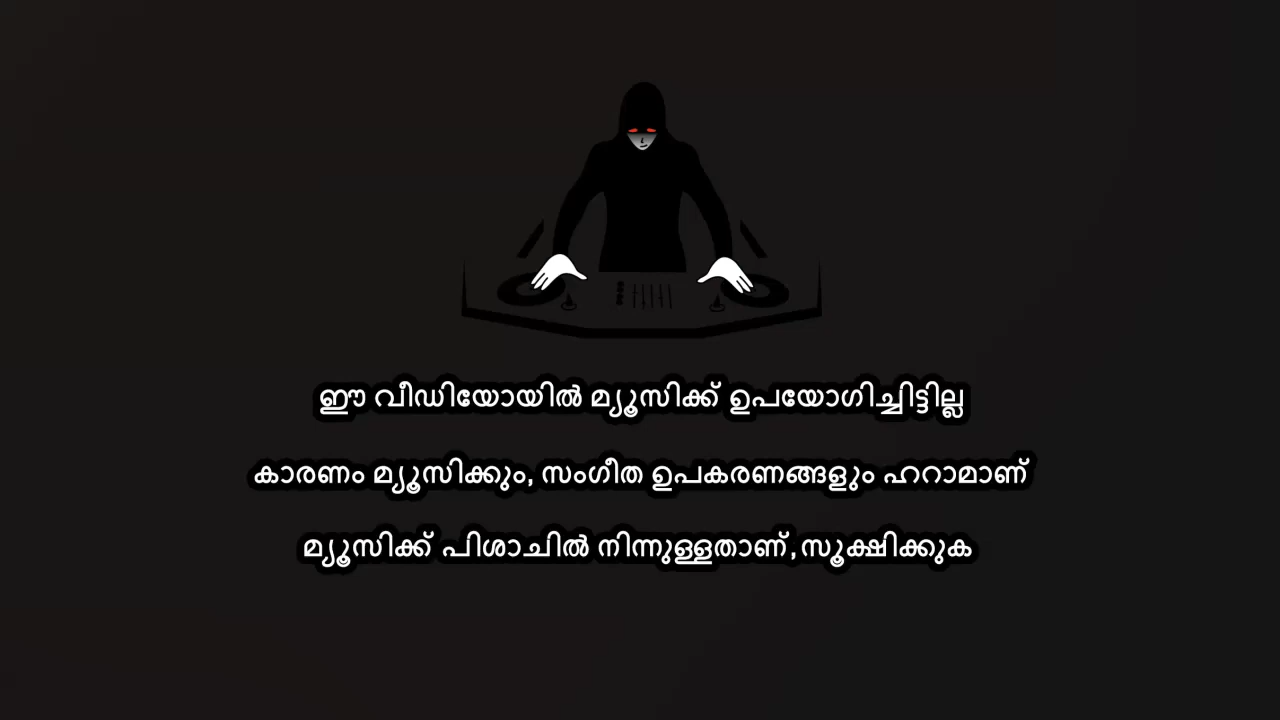 ഈ വീഡിയോയിൽ മ്യൂസിക്ക് ഉപയോഗിച്ചിട്ടില്ല
കാരണം മ്യൂസിക്കും, സംഗീത ഉപകരണങ്ങളും ഹറാമാണ്
മ്യൂസിക്ക് പിശാചിൽ നിന്നുള്ളതാണ്,സൂക്ഷിക്കുക